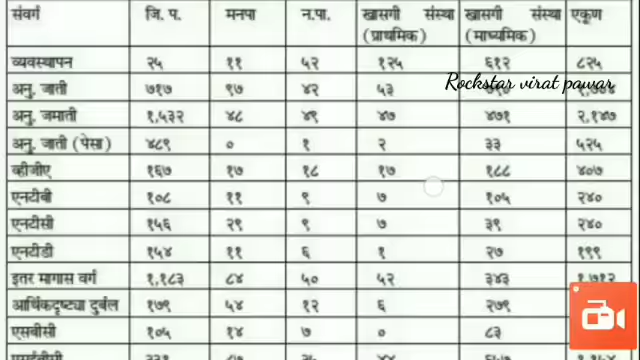 संवर्ग जि. प. मनपा न.पा. खासगी संस्था (प्राथमिक) खासगी संस्था (माध्यमिक) एकूण
व्यवस्थापन २५ ११ ५२ १२५ ६१२ ८२५
Rockstar virat pawar
अनु. जाती ७१७ ९७ ४२ ५३
अनु. जमाती १,५३२ ४८ ४९ ४७ ४७१ २,१४७
अनु. जाती (पेसा) ४८९ ० १ २ ३३ ५२५
व्हीजीए १६७ १७ १८ १७ १८८ ४०७
एनटीबी १०८ ११ ९ ७ १०५ २४०
एनटीसी १५६ २९ ९ ७ ३९ २४०
एनटीडी १५४ ११ ६ १ २७ १९९
इतर मागास वर्ग १,१८३ ८४ ५० ५२ ३४३ १,७१२
आर्थिकदृष्ट्या दुर्बल १७९ ५४ १२ ६ २७९
एसबीसी १०५ १४ ७ ० ८३